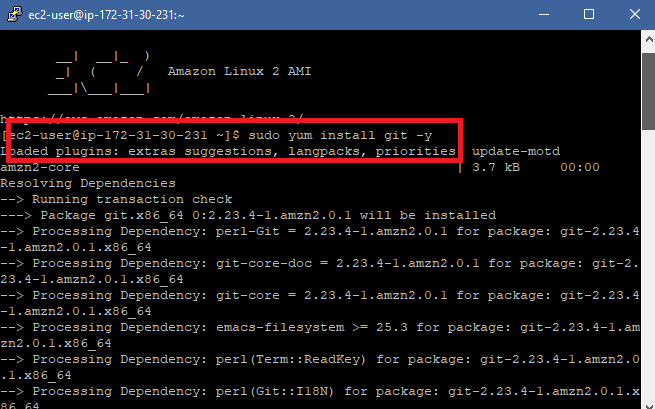 ec2-user@ip-172-31-30-231:~
__|  __|_  )
_|  (     /   Amazon Linux 2 AMI
___|\___|___|
https://aws.amazon.com/amazon-linux-2/
[ec2-user@ip-172-31-30-231 ~]$ sudo yum install git -y
Loaded plugins: extras_suggestions, langpacks, priorities, update-motd
amzn2-core | 3.7 kB 00:00
Resolving Dependencies
--> Running transaction check
---> Package git.x86_64 0:2.23.4-1.amzn2.0.1 will be installed
--> Processing Dependency: perl-Git = 2.23.4-1.amzn2.0.1 for package: git-2.23.4
-1.amzn2.0.1.x86_64
--> Processing Dependency: git-core-doc = 2.23.4-1.amzn2.0.1 for package: git-2.
23.4-1.amzn2.0.1.x86_64
--> Processing Dependency: git-core = 2.23.4-1.amzn2.0.1 for package: git-2.23.4
-1.amzn2.0.1.x86_64
--> Processing Dependency: emacs-filesystem >= 25.3 for package: git-2.23.4-1.am
zn2.0.1.x86_64
--> Processing Dependency: perl(Term::ReadKey) for package: git-2.23.4-1.amzn2.0
.1.x86_64
--> Processing Dependency: perl(Git::I18N) for package: git-2.23.4-1.amzn2.0.1.x
86_64